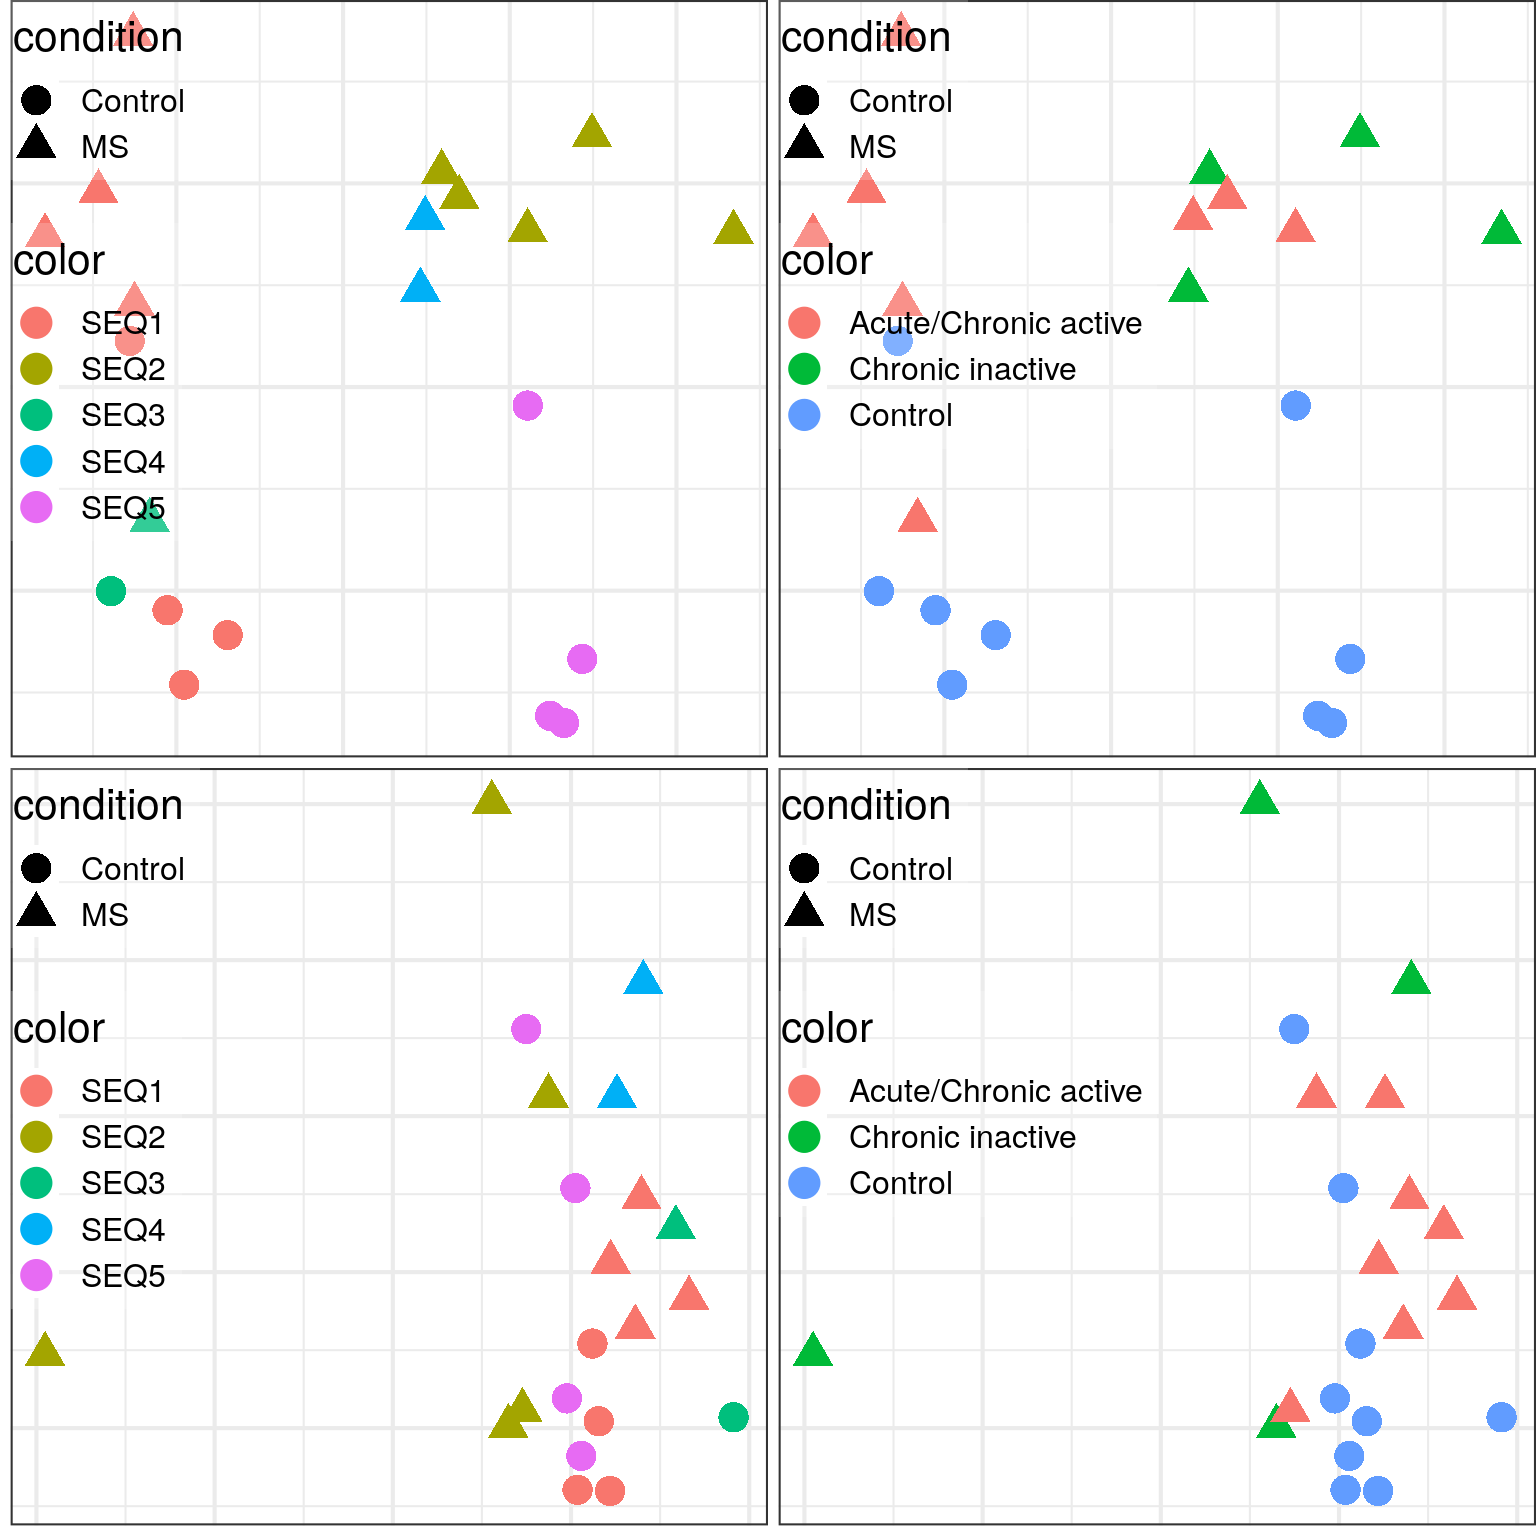 condition
Control
MS
color
SEQ1
SEQ2
SEQ3
SEQ4
SEQ5
condition
Control
MS
color
Acute/Chronic active
Chronic inactive
Control
condition
Control
MS
color
SEQ1
SEQ2
SEQ3
SEQ4
SEQ5
condition
Control
MS
color
Acute/Chronic active
Chronic inactive
Control